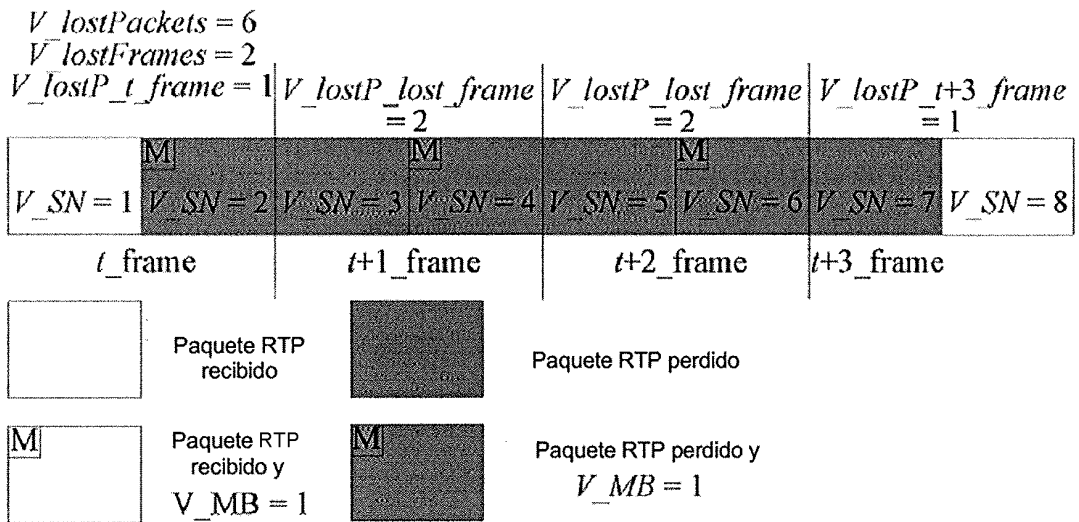 V_lostPackets = 6
V_lostFrames = 2
V_lostP_t_frame = 1
V_lostP_lost_frame = 2
V_lostP_lost_frame = 2
V_lostP_t+3_frame = 1
M
M
M
V_SN = 1
V_SN = 2
V_SN = 3
V_SN = 4
V_SN = 5
V_SN = 6
V_SN = 7
V_SN = 8
t_frame
t+1_frame
t+2_frame
t+3_frame
Paquete RTP
recibido
Paquete RTP perdido
M
Paquete RTP
recibido y
V_MB = 1
M
Paquete RTP perdido y
V_MB = 1